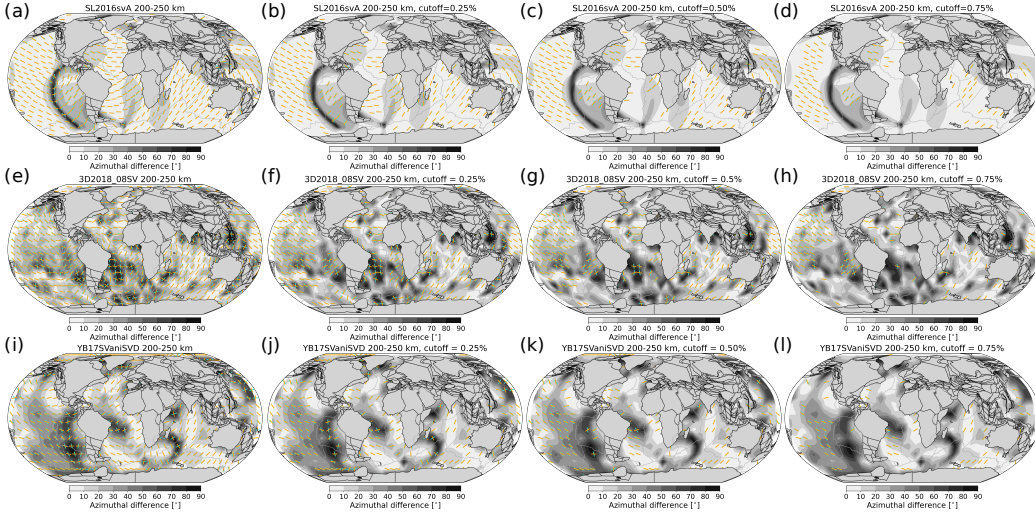 (a) SL2016svA 200-250 km
(b) SL2016svA 200-250 km, cutoff=0.25%
(c) SL2016svA 200-250 km, cutoff=0.50%
(d) SL2016svA 200-250 km, cutoff=0.75%
0 10 20 30 40 50 60 70 80 90
Azimuthal difference [°]
0 10 20 30 40 50 60 70 80 90
Azimuthal difference [°]
0 10 20 30 40 50 60 70 80 90
Azimuthal difference [°]
0 10 20 30 40 50 60 70 80 90
Azimuthal difference [°]
(e) 3D2018_08SV 200-250 km
(f) 3D2018_08SV 200-250 km, cutoff = 0.25%
(g) 3D2018_08SV 200-250 km, cutoff = 0.5%
(h) 3D2018_08SV 200-250 km, cutoff = 0.75%
0 10 20 30 40 50 60 70 80 90
Azimuthal difference [°]
0 10 20 30 40 50 60 70 80 90
Azimuthal difference [°]
0 10 20 30 40 50 60 70 80 90
Azimuthal difference [°]
0 10 20 30 40 50 60 70 80 90
Azimuthal difference [°]
(i) YB17SVaniSVD 200-250 km
(j) YB17SVaniSVD 200-250 km, cutoff = 0.25%
(k) YB17SVaniSVD 200-250 km, cutoff = 0.50%
(l) YB17SVaniSVD 200-250 km, cutoff = 0.75%
0 10 20 30 40 50 60 70 80 90
Azimuthal difference [°]
0 10 20 30 40 50 60 70 80 90
Azimuthal difference [°]
0 10 20 30 40 50 60 70 80 90
Azimuthal difference [°]
0 10 20 30 40 50 60 70 80 90
Azimuthal difference [°]